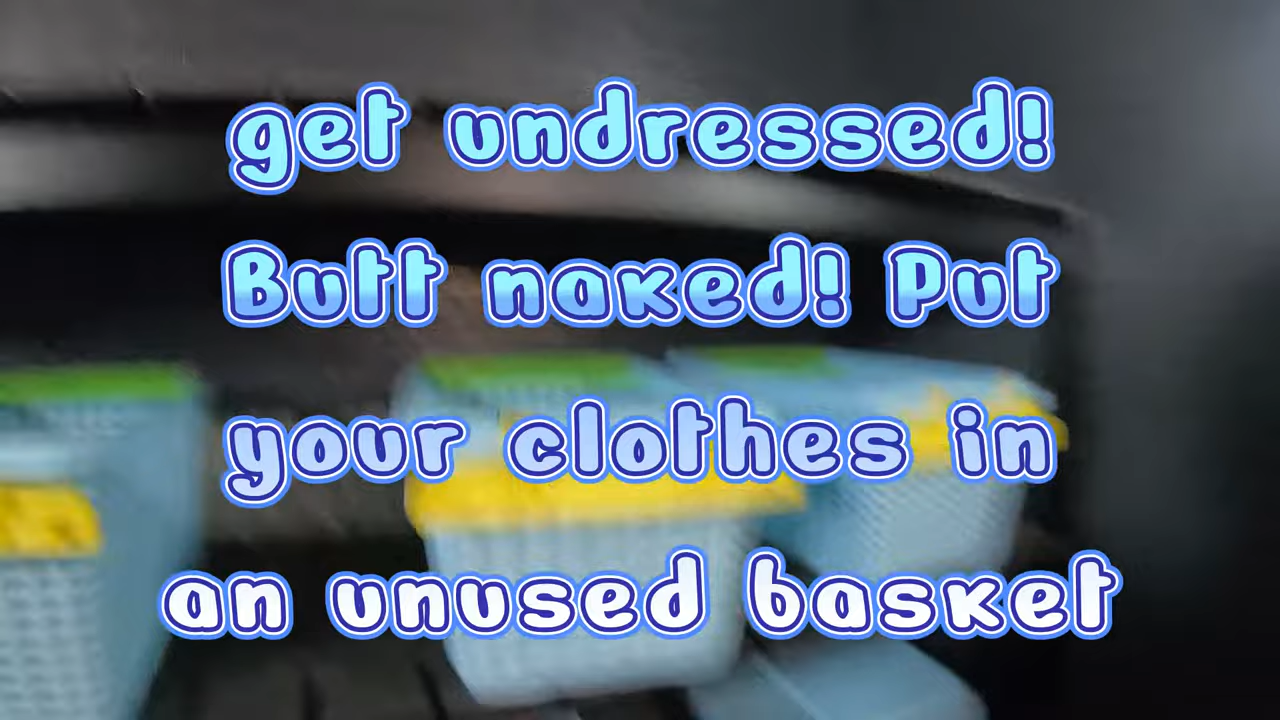 get undressed!
Butt naked! Put
your clothes in
an unused basket